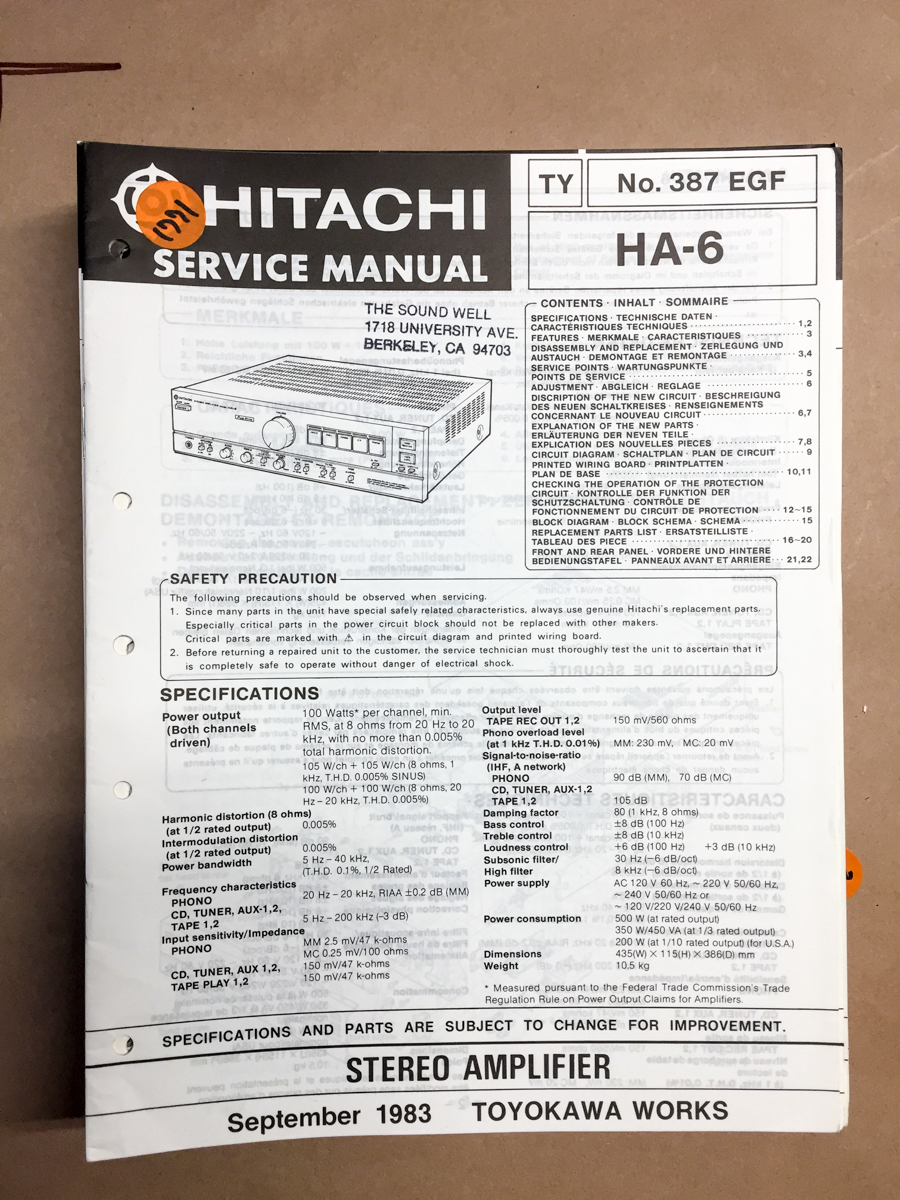 HITACHI
1771
SERVICE MANUAL
TY
No. 387 EGF
HA-6
THE SOUND WELL
1718 UNIVERSITY AVE.
BERKELEY, CA 94703
CONTENTS · INHALT · SOMMAIRE
SPECIFICATIONS · TECHNISCHE DATEN ·
CARACTÉRISTIQUES TECHNIQUES ········· 1,2
FEATURES · MERKMALE · CARACTERISTIQUES ········· 3
DISASSEMBLY AND REPLACEMENT · ZERLEGUNG UND
AUSTAUCH · DEMONTAGE ET REMONTAGE ········· 3,4
SERVICE POINTS · WARTUNGSPUNKTE ·
POINTS DE SERVICE ········· 5
ADJUSTMENT · ABGLEICH · REGLAGE ········· 6
DISCRIPTION OF THE NEW CIRCUIT · BESCHREIGUNG
DES NEUEN SCHALTKREISES · RENSEIGNEMENTS
CONCERNANT LE NOUVEAU CIRCUIT ········· 6,7
EXPLANATION OF THE NEW PARTS ·
ERLÄUTERUNG DER NEVEN TEILE ·
EXPLICATION DES NOUVELLES PIECES ········· 7,8
CIRCUIT DIAGRAM · SCHALTPLAN · PLAN DE CIRCUIT ········· 9
PRINTED WIRING BOARD · PRINTPLATTEN ·
PLAN DE BASE ········· 10,11
CHECKING THE OPERATION OF THE PROTECTION
CIRCUIT · KONTROLLE DER FUNKTION DER
SCHUTZSCHALTUNG · CONTRÔLE DE
FONCTIONNEMENT DU CIRCUIT DE PROTECTION ···· 12~15
BLOCK DIAGRAM · BLOCK SCHEMA · SCHEMA ········· 15
REPLACEMENT PARTS LIST · ERSATSTEILLISTE ·
TABLEAU DES PIECE ········· 16~20
FRONT AND REAR PANEL · VORDERE UND HINTERE
BEDIENUNGSTAFEL · PANNEAUX AVANT ET ARRIERE ··· 21,22
HITACHI
SAFETY PRECAUTION
The following precautions should be observed when servicing.
1. Since many parts in the unit have special safety related characteristics, always use genuine Hitachi's replacement parts.
Especially critical parts in the power circuit block should not be replaced with other makers.
Critical parts are marked with ⚠ in the circuit diagram and printed wiring board.
2. Before returning a repaired unit to the customer, the service technician must thoroughly test the unit to ascertain that it
is completely safe to operate without danger of electrical shock.
SPECIFICATIONS
Power output 100 Watts* per channel, min.
(Both channels RMS, at 8 ohms from 20 Hz to 20
driven) kHz, with no more than 0.005%
total harmonic distortion.
105 W/ch + 105 W/ch (8 ohms, 1
kHz, T.H.D. 0.005% SINUS)
100 W/ch + 100 W/ch (8 ohms, 20
Hz – 20 kHz, T.H.D. 0.005%)
Harmonic distortion (8 ohms)
(at 1/2 rated output) 0.005%
Intermodulation distortion
(at 1/2 rated output) 0.005%
Power bandwidth 5 Hz – 40 kHz,
(T.H.D. 0.1%, 1/2 Rated)
Frequency characteristics
PHONO 20 Hz – 20 kHz, RIAA ±0.2 dB (MM)
CD, TUNER, AUX-1,2,
TAPE 1,2 5 Hz – 200 kHz (–3 dB)
Input sensitivity/Impedance
PHONO MM 2.5 mV/47 k-ohms
MC 0.25 mV/100 ohms
CD, TUNER, AUX 1,2, 150 mV/47 k-ohms
TAPE PLAY 1,2 150 mV/47 k-ohms
Output level
TAPE REC OUT 1,2 150 mV/560 ohms
Phono overload level
(at 1 kHz T.H.D. 0.01%) MM: 230 mV, MC: 20 mV
Signal-to-noise-ratio
(IHF, A network)
PHONO 90 dB (MM), 70 dB (MC)
CD, TUNER, AUX-1,2
TAPE 1,2 105 dB
Damping factor 80 (1 kHz, 8 ohms)
Bass control ±8 dB (100 Hz)
Treble control ±8 dB (10 kHz)
Loudness control +6 dB (100 Hz) +3 dB (10 kHz)
Subsonic filter/ 30 Hz (–6 dB/oct)
High filter 8 kHz (–6 dB/oct)
Power supply AC 120 V 60 Hz, ~ 220 V 50/60 Hz,
~ 240 V 50/60 Hz or
~ 120 V/220 V/240 V 50/60 Hz
Power consumption 500 W (at rated output)
350 W/450 VA (at 1/3 rated output)
200 W (at 1/10 rated output) (for U.S.A.)
Dimensions 435(W) × 115(H) × 386(D) mm
Weight 10.5 kg
* Measured pursuant to the Federal Trade Commission's Trade
Regulation Rule on Power Output Claims for Amplifiers.
SPECIFICATIONS AND PARTS ARE SUBJECT TO CHANGE FOR IMPROVEMENT.
STEREO AMPLIFIER
September 1983 TOYOKAWA WORKS